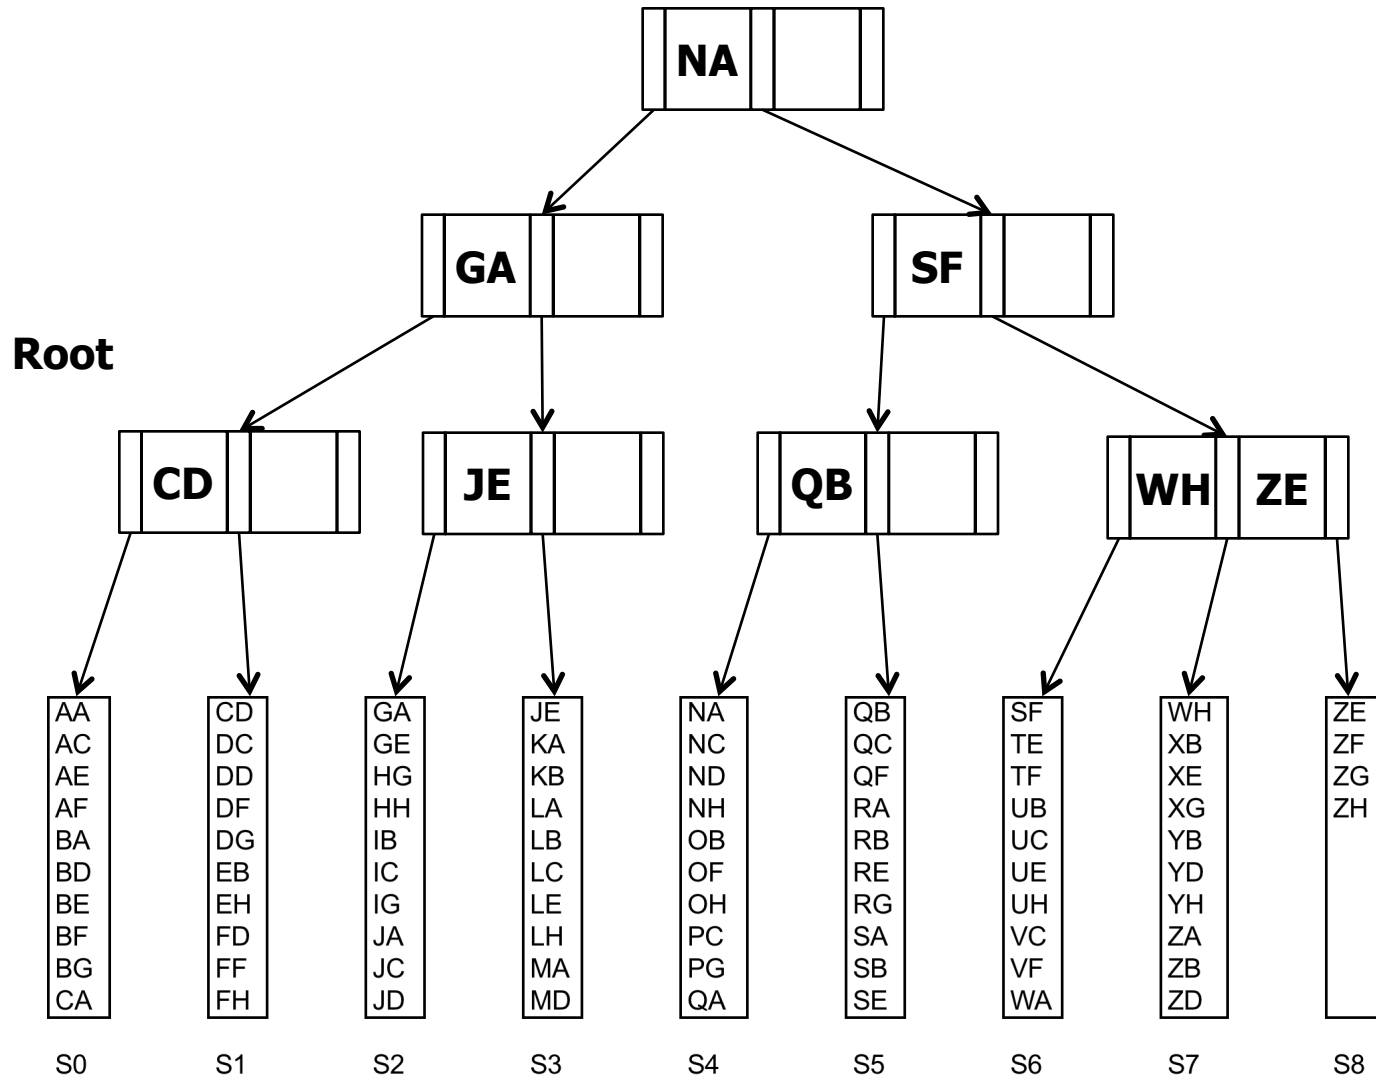 NA
GA
SF
Root
CD
JE
QB
WH
ZE
AA
AC
AE
AF
BA
BD
BE
BF
BG
CA
CD
DC
DD
DF
DG
EB
EH
FD
FF
FH
GA
GE
HG
HH
IB
IC
IG
JA
JC
JD
JE
KA
KB
LA
LB
LC
LE
LH
MA
MD
NA
NC
ND
NH
OB
OF
OH
PC
PG
QA
QB
QC
QF
RA
RB
RE
RG
SA
SB
SE
SF
TE
TF
UB
UC
UE
UH
VC
VF
WA
WH
XB
XE
XG
YB
YD
YH
ZA
ZB
ZD
ZE
ZF
ZG
ZH
S0
S1
S2
S3
S4
S5
S6
S7
S8